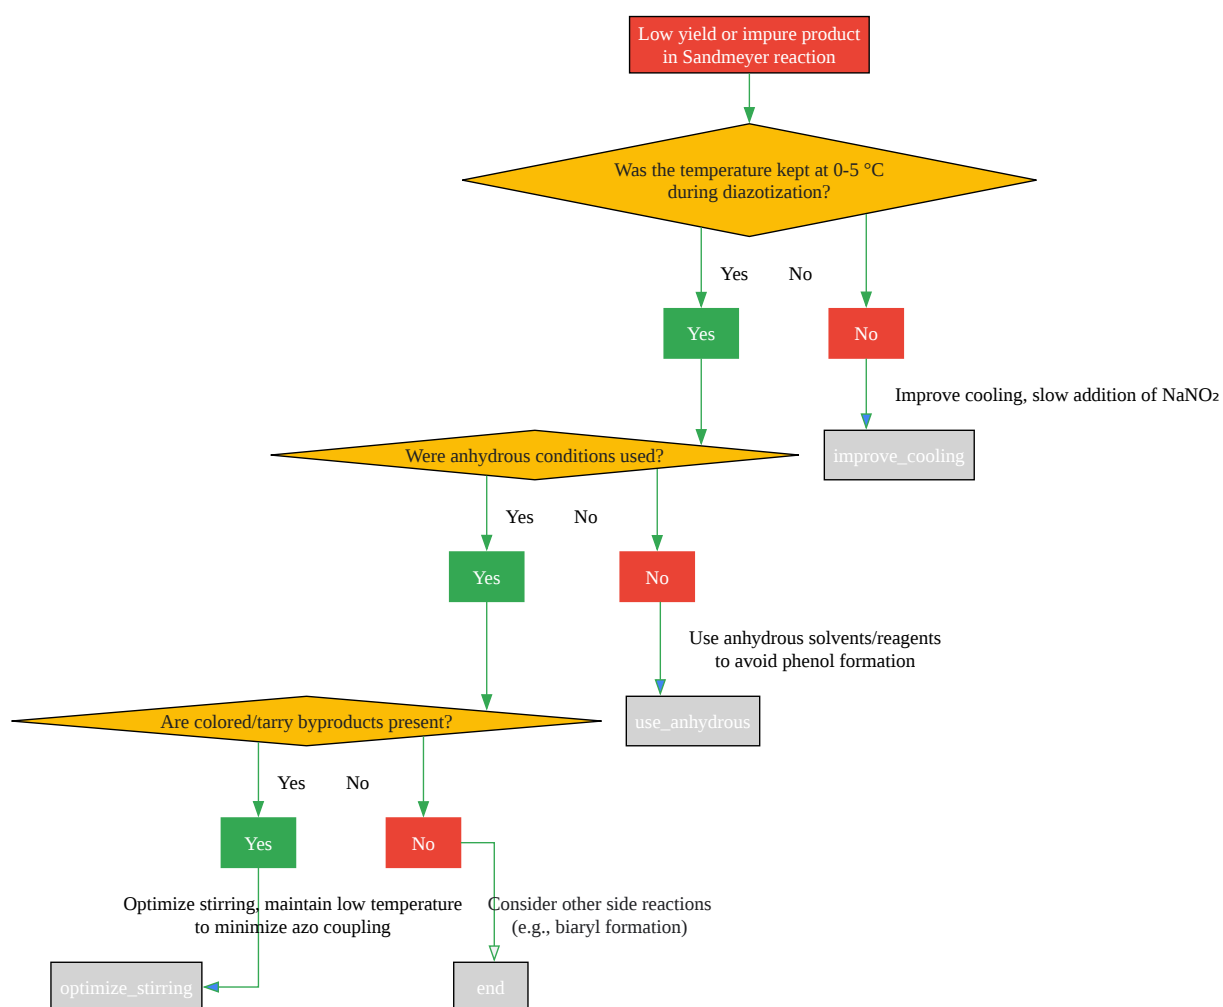 Low yield or impure product
in Sandmeyer reaction
Was the temperature kept at 0-5 °C
during diazotization?
Yes
No
Yes
No
Improve cooling, slow addition of NaNO₂
improve_cooling
Were anhydrous conditions used?
Yes
No
Yes
No
Use anhydrous solvents/reagents
to avoid phenol formation
use_anhydrous
Are colored/tarry byproducts present?
Yes
No
Yes
No
Optimize stirring, maintain low temperature
to minimize azo coupling
Consider other side reactions
(e.g., biaryl formation)
optimize_stirring
end